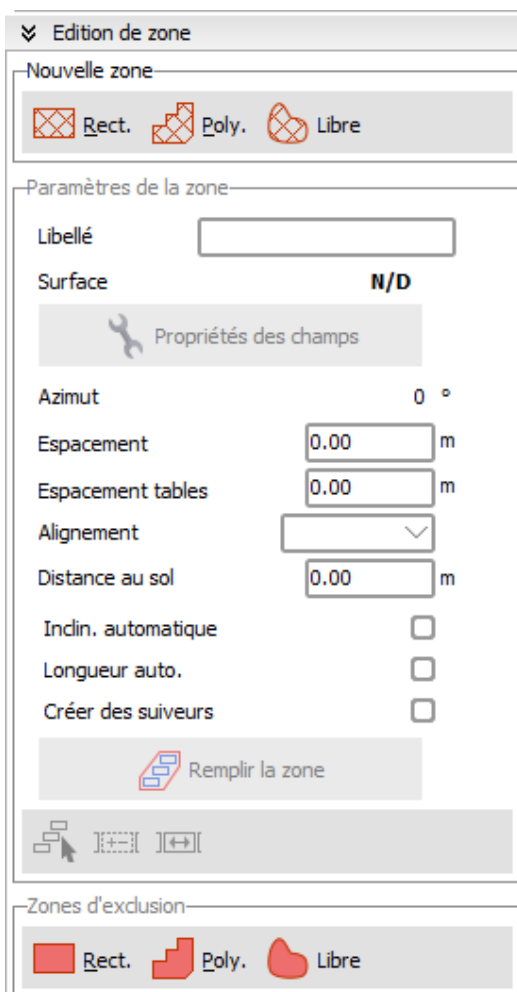 Edition de zone
Nouvelle zone
Rect. Poly. Libre
Paramètres de la zone
Libellé
Surface N/D
Propriétés des champs
Azimut 0 °
Espacement 0.00 m
Espacement tables 0.00 m
Alignement
Distance au sol 0.00 m
Inclin. automatique
Longueur auto.
Créer des suiveurs
Remplir la zone
Zones d'exclusion
Rect. Poly. Libre